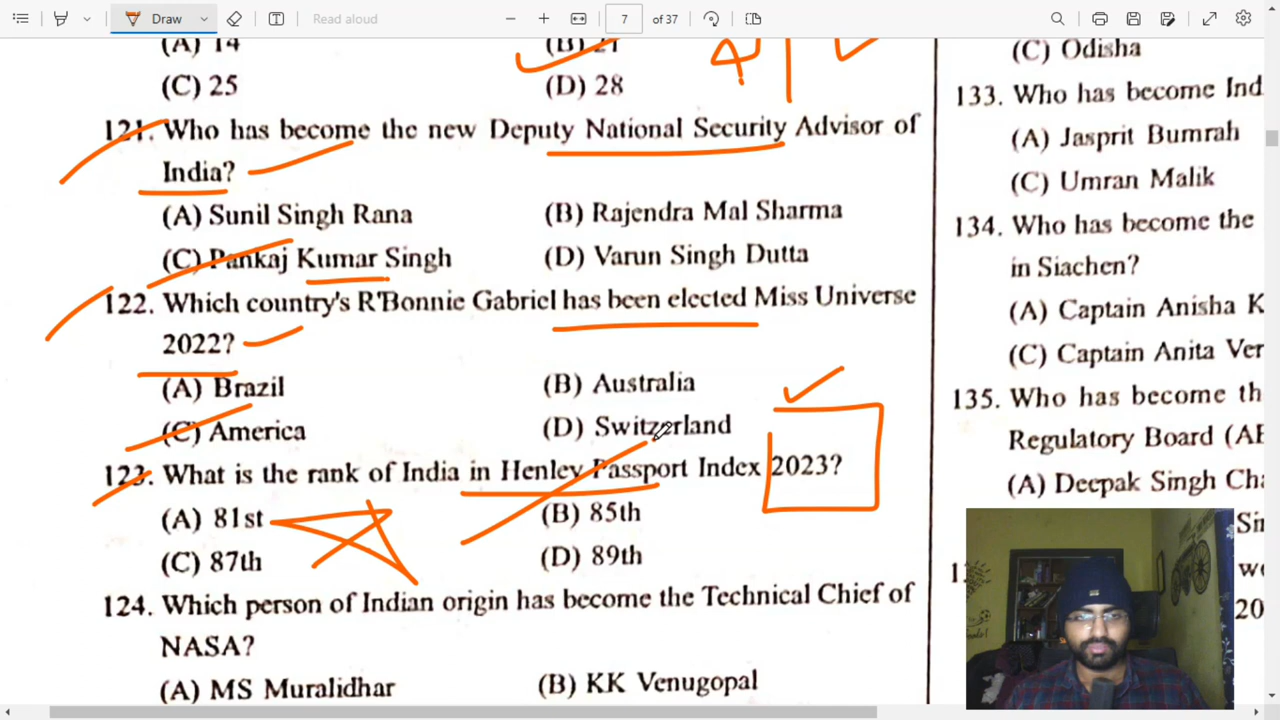 Draw
Read aloud
7
of 37
(A) 14
(B) 21
(C) 25
(D) 28
121. Who has become the new Deputy National Security Advisor of
India?
(A) Sunil Singh Rana
(B) Rajendra Mal Sharma
(C) Pankaj Kumar Singh
(D) Varun Singh Dutta
122. Which country's R'Bonnie Gabriel has been elected Miss Universe
2022?
(A) Brazil
(B) Australia
(C) America
(D) Switzerland
123. What is the rank of India in Henley Passport Index 2023?
(A) 81st
(B) 85th
(C) 87th
(D) 89th
124. Which person of Indian origin has become the Technical Chief of
NASA?
(A) MS Muralidhar
(B) KK Venugopal
(C) Odisha
133. Who has become Ind
(A) Jasprit Bumrah
(C) Umran Malik
134. Who has become the
in Siachen?
(A) Captain Anisha K
(C) Captain Anita Ver
135. Who has become th
Regulatory Board (AE
(A) Deepak Singh Cha
Sin
20